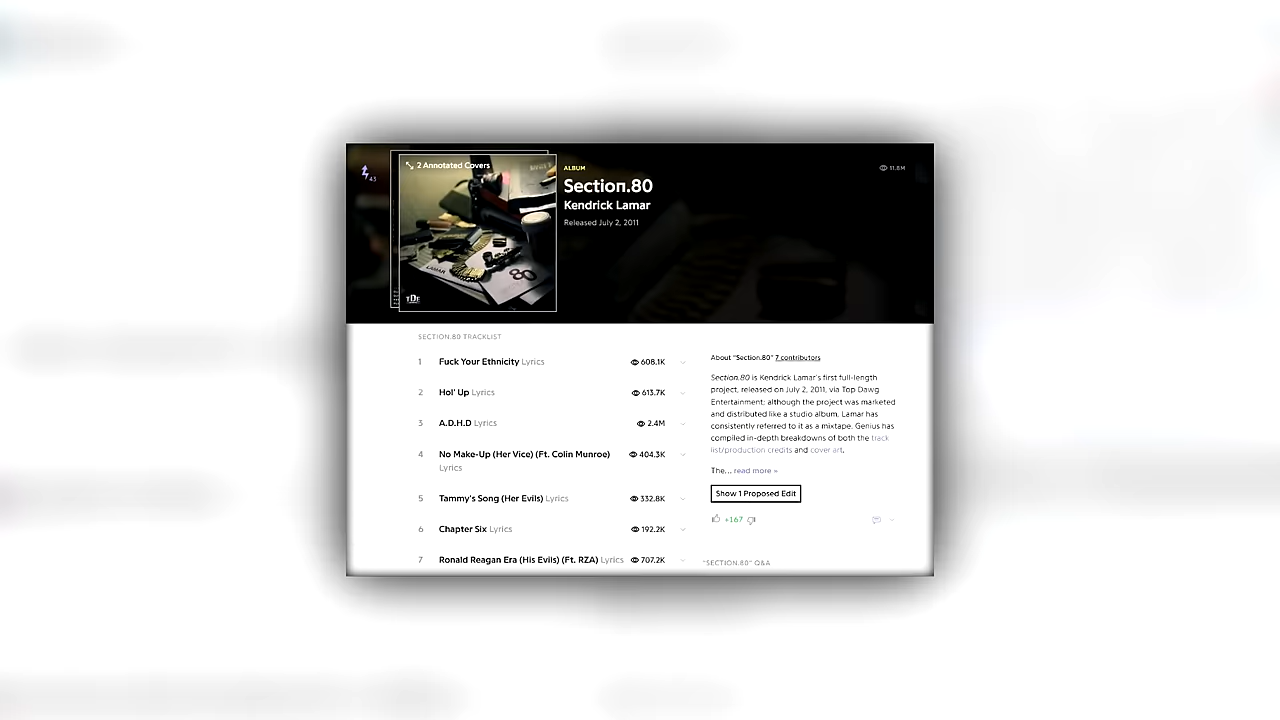 2 Annotated Covers
43
LAMAR
80
TDE
ALBUM
Section.80
Kendrick Lamar
Released July 2, 2011
11.8M
SECTION.80 TRACKLIST
1 Fuck Your Ethnicity Lyrics 608.1K
2 Hol' Up Lyrics 613.7K
3 A.D.H.D Lyrics 2.4M
4 No Make-Up (Her Vice) (Ft. Colin Munroe) 404.3K
Lyrics
5 Tammy's Song (Her Evils) Lyrics 332.8K
6 Chapter Six Lyrics 192.2K
7 Ronald Reagan Era (His Evils) (Ft. RZA) Lyrics 707.2K
About "Section.80" 7 contributors
Section.80 is Kendrick Lamar's first full-length
project, released on July 2, 2011, via Top Dawg
Entertainment; although the project was marketed
and distributed like a studio album, Lamar has
consistently referred to it as a mixtape. Genius has
compiled in-depth breakdowns of both the track
list/production credits and cover art.
The... read more »
Show 1 Proposed Edit
+167
"SECTION.80" Q&A